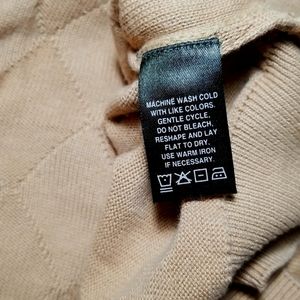 MACHINE WASH COLD
WITH LIKE COLORS.
GENTLE CYCLE.
DO NOT BLEACH.
RESHAPE AND LAY
FLAT TO DRY.
USE WARM IRON
IF NECESSARY.